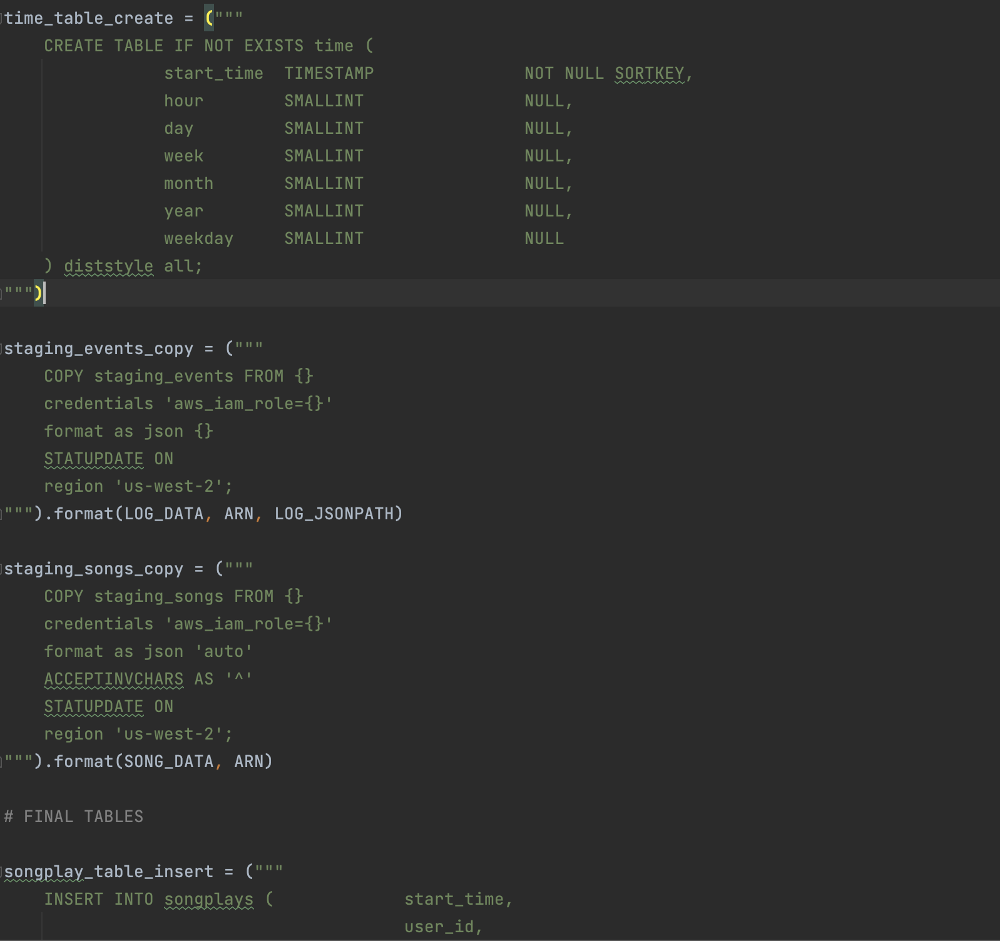 time_table_create = ("""
    CREATE TABLE IF NOT EXISTS time (
                start_time  TIMESTAMP               NOT NULL SORTKEY,
                hour        SMALLINT                NULL,
                day         SMALLINT                NULL,
                week        SMALLINT                NULL,
                month       SMALLINT                NULL,
                year        SMALLINT                NULL,
                weekday     SMALLINT                NULL
    ) diststyle all;
""")

staging_events_copy = ("""
    COPY staging_events FROM {}
    credentials 'aws_iam_role={}'
    format as json {}
    STATUPDATE ON
    region 'us-west-2';
""").format(LOG_DATA, ARN, LOG_JSONPATH)

staging_songs_copy = ("""
    COPY staging_songs FROM {}
    credentials 'aws_iam_role={}'
    format as json 'auto'
    ACCEPTINVCHARS AS '^'
    STATUPDATE ON
    region 'us-west-2';
""").format(SONG_DATA, ARN)

# FINAL TABLES

songplay_table_insert = ("""
    INSERT INTO songplays (             start_time,
                                        user_id,